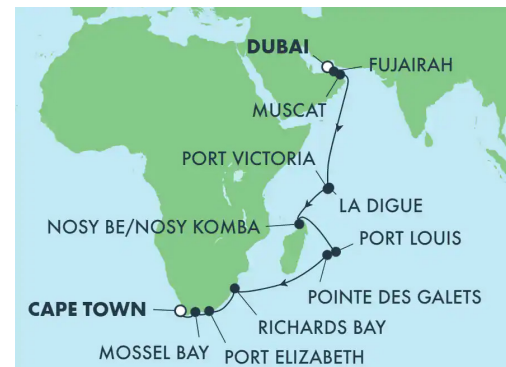 DUBAI
FUJAIRAH
MUSCAT
PORT VICTORIA
LA DIGUE
NOSY BE/NOSY KOMBA
PORT LOUIS
POINTE DES GALETS
CAPE TOWN
RICHARDS BAY
MOSSEL BAY
PORT ELIZABETH